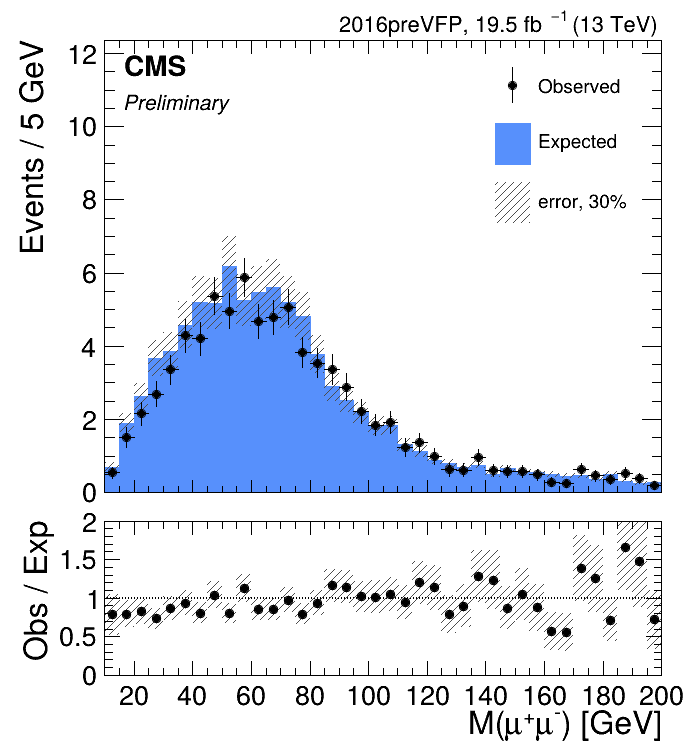 2016preVFP, 19.5 fb⁻¹ (13 TeV)
CMS
Preliminary
Observed
Expected
error, 30%
Events / 5 GeV
12
10
8
6
4
2
0
Obs / Exp
2
1.5
1
0.5
0
20 40 60 80 100 120 140 160 180 200
M(μ⁺μ⁻) [GeV]